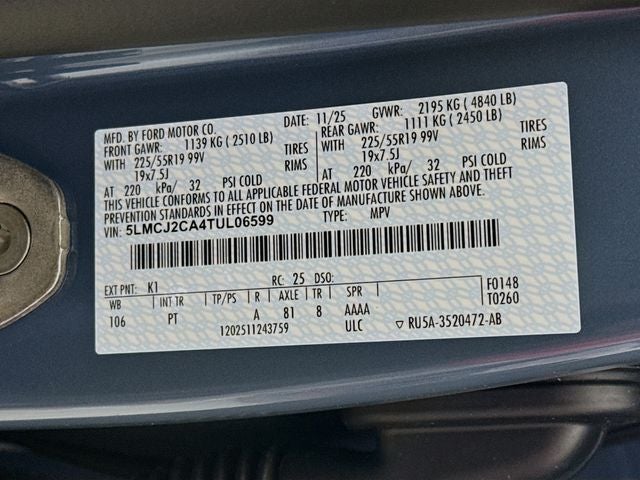 MFD. BY FORD MOTOR CO. DATE: 11/25 GVWR: 2195 KG ( 4840 LB)
FRONT GAWR: 1139 KG ( 2510 LB) REAR GAWR: 1111 KG ( 2450 LB)
WITH 225/55R19 99V TIRES WITH 225/55R19 99V TIRES
19x7.5J RIMS 19x7.5J RIMS
AT 220 kPa/ 32 PSI COLD AT 220 kPa/ 32 PSI COLD
THIS VEHICLE CONFORMS TO ALL APPLICABLE FEDERAL MOTOR VEHICLE SAFETY AND THEFT
PREVENTION STANDARDS IN EFFECT ON THE DATE OF MANUFACTURE SHOWN ABOVE.
VIN: 5LMCJ2CA4TUL06599 TYPE: MPV
EXT PNT: K1 RC: 25 DSO: F0148
WB INT TR TP/PS R AXLE TR SPR T0260
106 PT A 81 8 AAAA
1202511243759 ULC ▽ RU5A-3520472-AB